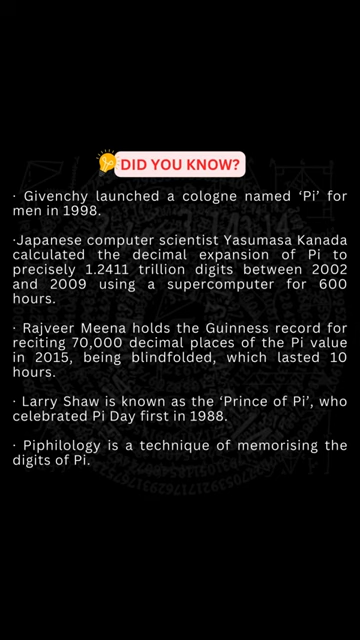 DID YOU KNOW?
· Givenchy launched a cologne named ‘Pi’ for
men in 1998.
·Japanese computer scientist Yasumasa Kanada
calculated the decimal expansion of Pi to
precisely 1.2411 trillion digits between 2002
and 2009 using a supercomputer for 600
hours.
· Rajveer Meena holds the Guinness record for
reciting 70,000 decimal places of the Pi value
in 2015, being blindfolded, which lasted 10
hours.
· Larry Shaw is known as the ‘Prince of Pi’, who
celebrated Pi Day first in 1988.
· Piphilology is a technique of memorising the
digits of Pi.